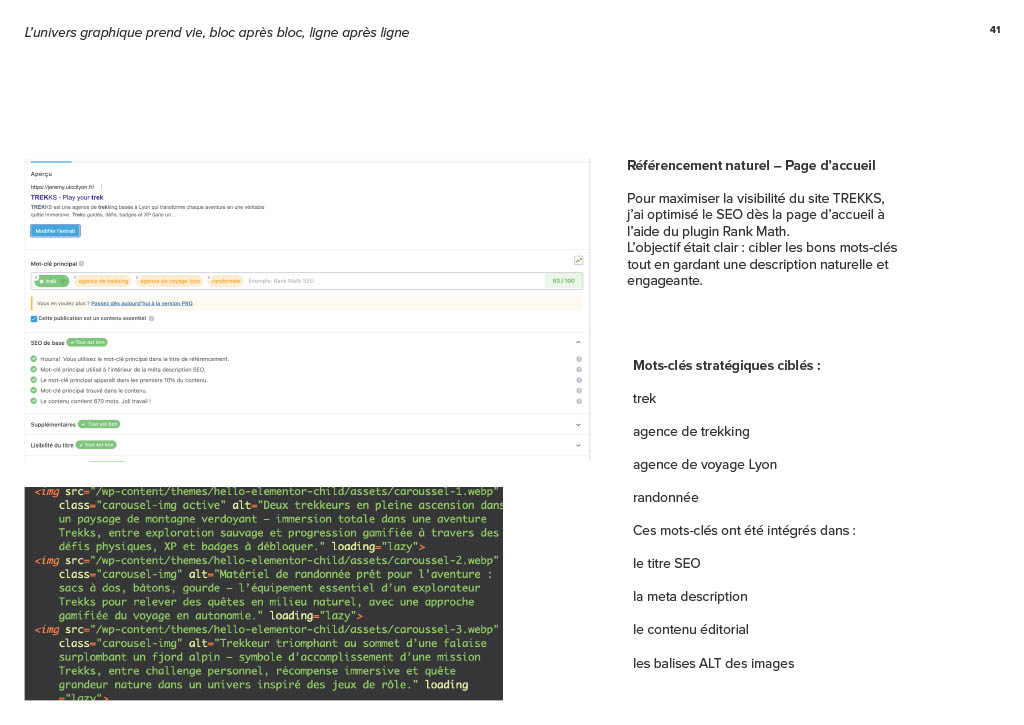 L’univers graphique prend vie, bloc après bloc, ligne après ligne
41
Aperçu
https://jeremy.uiccilyon.fr/
TREKKS - Play your trek
TREKKS est une agence de trekking basée à Lyon qui transforme chaque aventure en une véritable
quête immersive. Treks guidés, défis, badges et XP dans un...
Modifier l'extrait
Mot-clé principal
trek
agence de trekking
agence de voyage lyon
randonnée
Exemple: Rank Math SEO
93 / 100
Vous en voulez plus ? Passez dès aujourd'hui à la version PRO.
Cette publication est un contenu essentiel
SEO de base ✓ Tout est bon
Hourra! Vous utilisez le mot-clé principal dans le titre de référencement.
Mot-clé principal utilisé à l'intérieur de la méta description SEO.
Le mot-clé principal apparaît dans les premiers 10% du contenu.
Mot-clé principal trouvé dans le contenu.
Le contenu contient 670 mots. Joli travail !
Supplémentaires ✓ Tout est bon
Lisibilité du titre ✓ Tout est bon
<img src="/wp-content/themes/hello-elementor-child/assets/caroussel-1.webp"
class="carousel-img active" alt="Deux trekkeurs en pleine ascension dans
un paysage de montagne verdoyant – immersion totale dans une aventure
Trekks, entre exploration sauvage et progression gamifiée à travers des
défis physiques, XP et badges à débloquer." loading="lazy">
<img src="/wp-content/themes/hello-elementor-child/assets/caroussel-2.webp"
class="carousel-img" alt="Matériel de randonnée prêt pour l’aventure :
sacs à dos, bâtons, gourde – l’équipement essentiel d’un explorateur
Trekks pour relever des quêtes en milieu naturel, avec une approche
gamifiée du voyage en autonomie." loading="lazy">
<img src="/wp-content/themes/hello-elementor-child/assets/caroussel-3.webp"
class="carousel-img" alt="Trekkeur triomphant au sommet d’une falaise
surplombant un fjord alpin – symbole d’accomplissement d’une mission
Trekks, entre challenge personnel, récompense immersive et quête
grandeur nature dans un univers inspiré des jeux de rôle." loading
="lazy">
Référencement naturel – Page d’accueil
Pour maximiser la visibilité du site TREKKS,
j’ai optimisé le SEO dès la page d’accueil à
l’aide du plugin Rank Math.
L’objectif était clair : cibler les bons mots-clés
tout en gardant une description naturelle et
engageante.
Mots-clés stratégiques ciblés :
trek
agence de trekking
agence de voyage Lyon
randonnée
Ces mots-clés ont été intégrés dans :
le titre SEO
la meta description
le contenu éditorial
les balises ALT des images